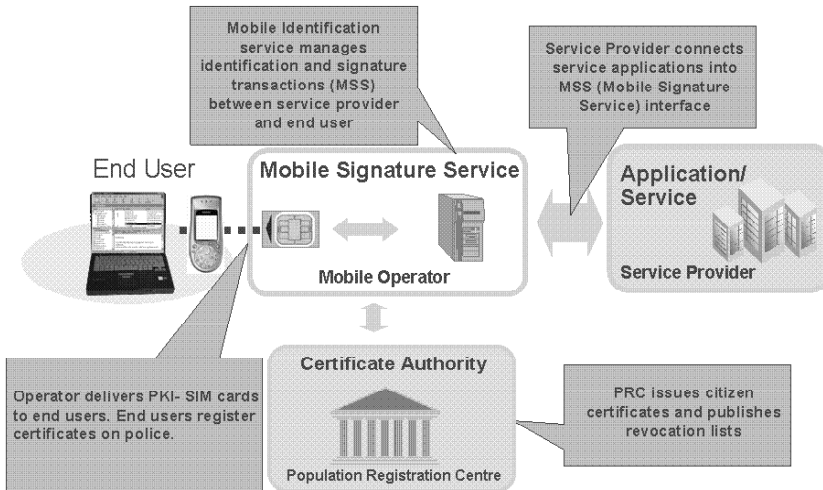 Mobile Identification
service manages
identification and signature
transactions (MSS)
between service provider
and end user
Service Provider connects
service applications into
MSS (Mobile Signature
Service) interface
End User
Mobile Signature Service
Mobile Operator
Application/
Service
Service Provider
Operator delivers PKI- SIM cards
to end users. End users register
certificates on police.
Certificate Authority
Population Registration Centre
PRC issues citizen
certificates and publishes
revocation lists